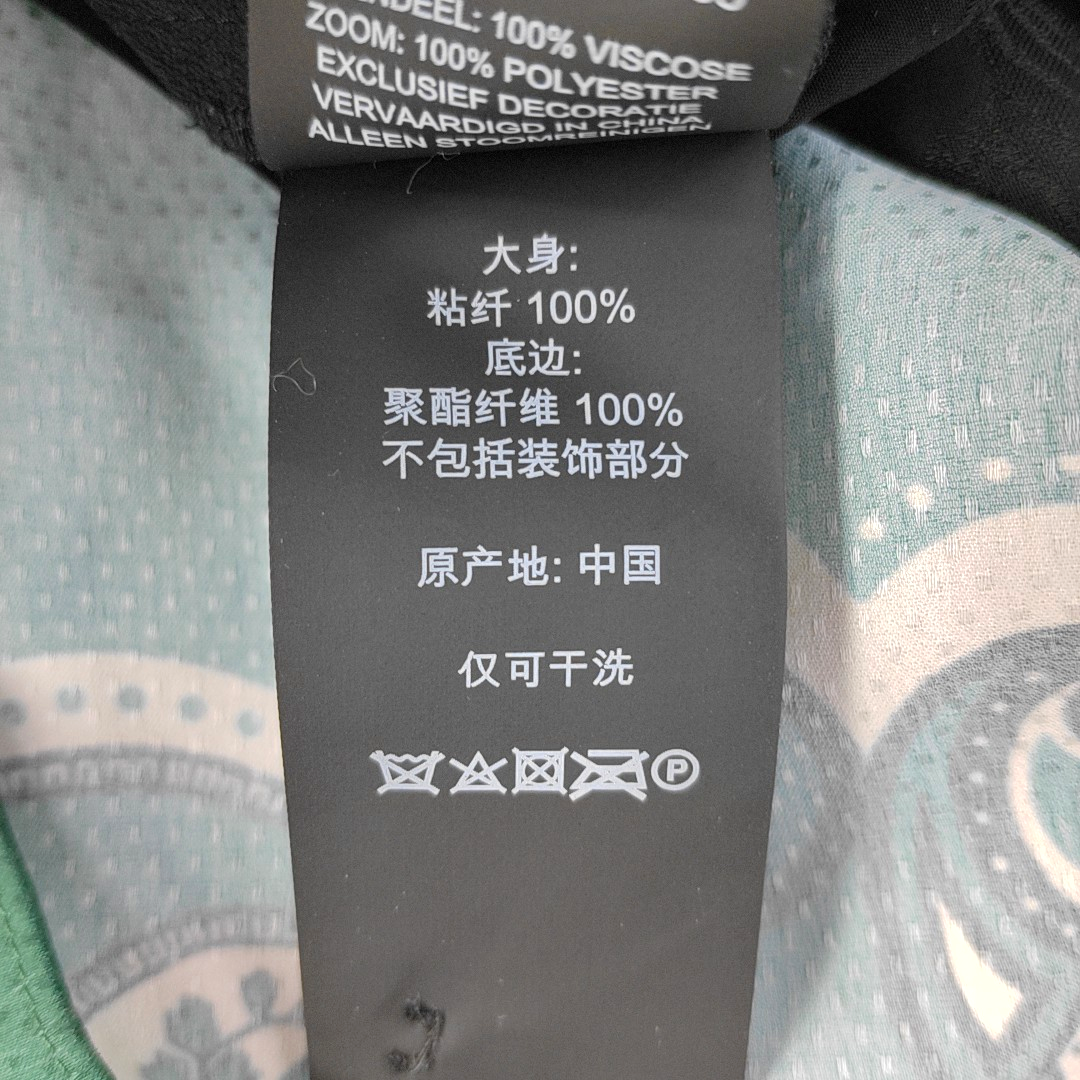 100% VISCOSE
ZOOM: 100% POLYESTER
EXCLUSIEF DECORATIE
VERVAARDIGD IN CHINA
ALLEEN STOOMREINIGEN
大身:
粘纤 100%
底边:
聚酯纤维 100%
不包括装饰部分
原产地: 中国
仅可干洗
P